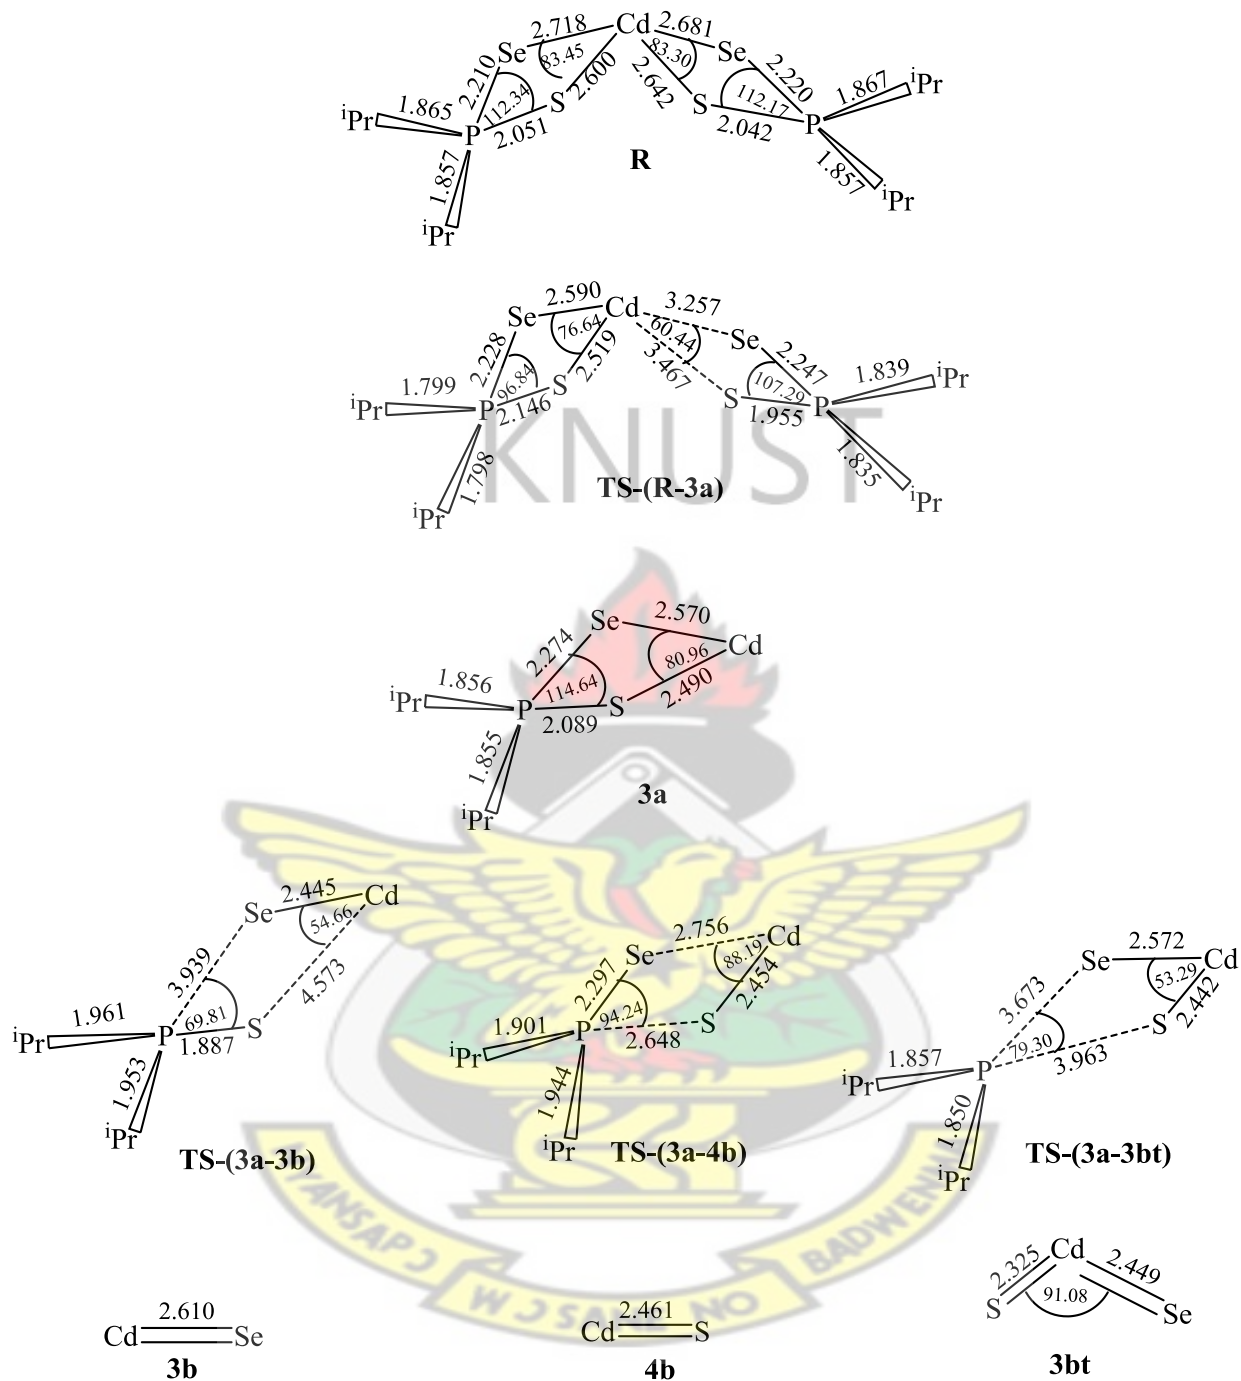 2.718 Cd 2.681
Se 83.45 83.30 Se
2.210 2.600 2.642 2.220
112.34 S S 112.17
iPr 1.865 P 2.051 2.042 P 1.867 iPr
1.857 1.857
iPr iPr
R
2.590 Cd 3.257
Se 76.64 60.44 Se
2.228 2.519 3.467 2.247
96.84 S S 107.29
iPr 1.799 P 2.146 1.955 P 1.839 iPr
KNUST
1.798 1.835
iPr iPr
TS-(R-3a)
Se 2.570 Cd
2.274 80.96
114.64 2.490
iPr 1.856 P 2.089 S
1.855
iPr
3a
Se 2.445 Cd
54.66
3.939 4.573
69.81
iPr 1.961 P 1.887 S
1.953
iPr
TS-(3a-3b)
Se 2.756 Cd
88.19
2.297 2.454
94.24
iPr 1.901 P 2.648 S
1.944
iPr
TS-(3a-4b)
Se 2.572 Cd
53.29
3.673 2.442
79.30
iPr 1.857 P 3.963 S
1.850
iPr
TS-(3a-3bt)
NYANSAPƆ
WƆSANE NO
BADWENMA
2.610
Cd Se
3b
2.461
Cd S
4b
2.325 Cd 2.449
S 91.08 Se
3bt